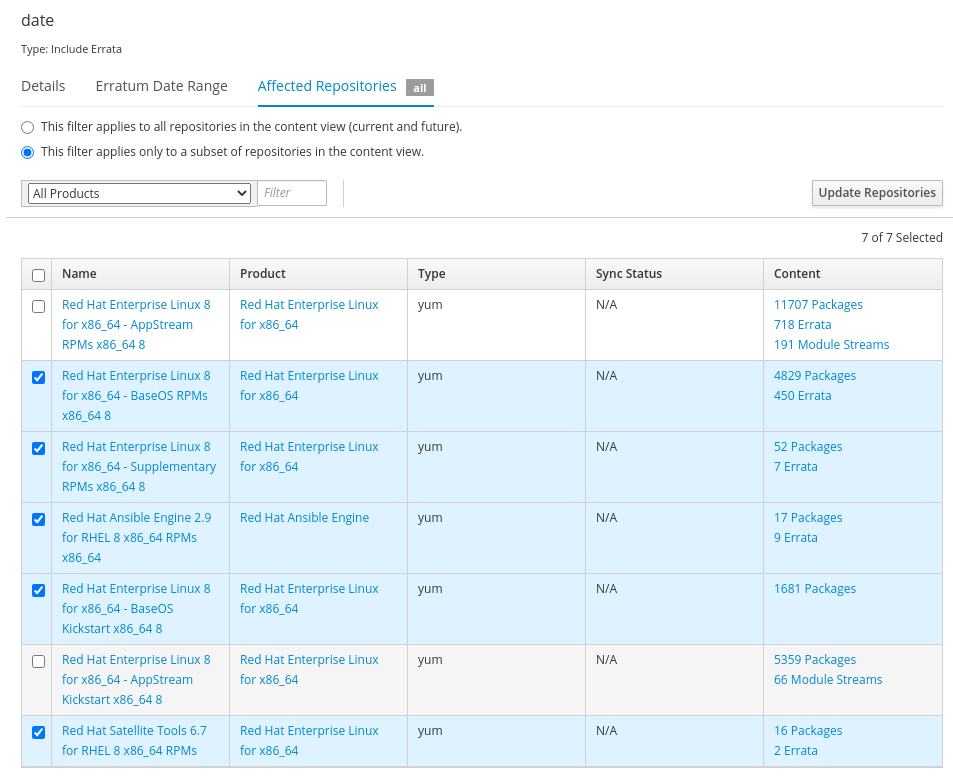 date
Type: Include Errata
Details Erratum Date Range Affected Repositories all
This filter applies to all repositories in the content view (current and future).
This filter applies only to a subset of repositories in the content view.
All Products Filter Update Repositories
7 of 7 Selected
Name Product Type Sync Status Content
Red Hat Enterprise Linux 8 Red Hat Enterprise Linux yum N/A 11707 Packages
for x86_64 - AppStream for x86_64 718 Errata
RPMs x86_64 8 191 Module Streams
Red Hat Enterprise Linux 8 Red Hat Enterprise Linux yum N/A 4829 Packages
for x86_64 - BaseOS RPMs for x86_64 450 Errata
x86_64 8
Red Hat Enterprise Linux 8 Red Hat Enterprise Linux yum N/A 52 Packages
for x86_64 - Supplementary for x86_64 7 Errata
RPMs x86_64 8
Red Hat Ansible Engine 2.9 Red Hat Ansible Engine yum N/A 17 Packages
for RHEL 8 x86_64 RPMs 9 Errata
x86_64
Red Hat Enterprise Linux 8 Red Hat Enterprise Linux yum N/A 1681 Packages
for x86_64 - BaseOS for x86_64
Kickstart x86_64 8
Red Hat Enterprise Linux 8 Red Hat Enterprise Linux yum N/A 5359 Packages
for x86_64 - AppStream for x86_64 66 Module Streams
Kickstart x86_64 8
Red Hat Satellite Tools 6.7 Red Hat Enterprise Linux yum N/A 16 Packages
for RHEL 8 x86_64 RPMs for x86_64 2 Errata